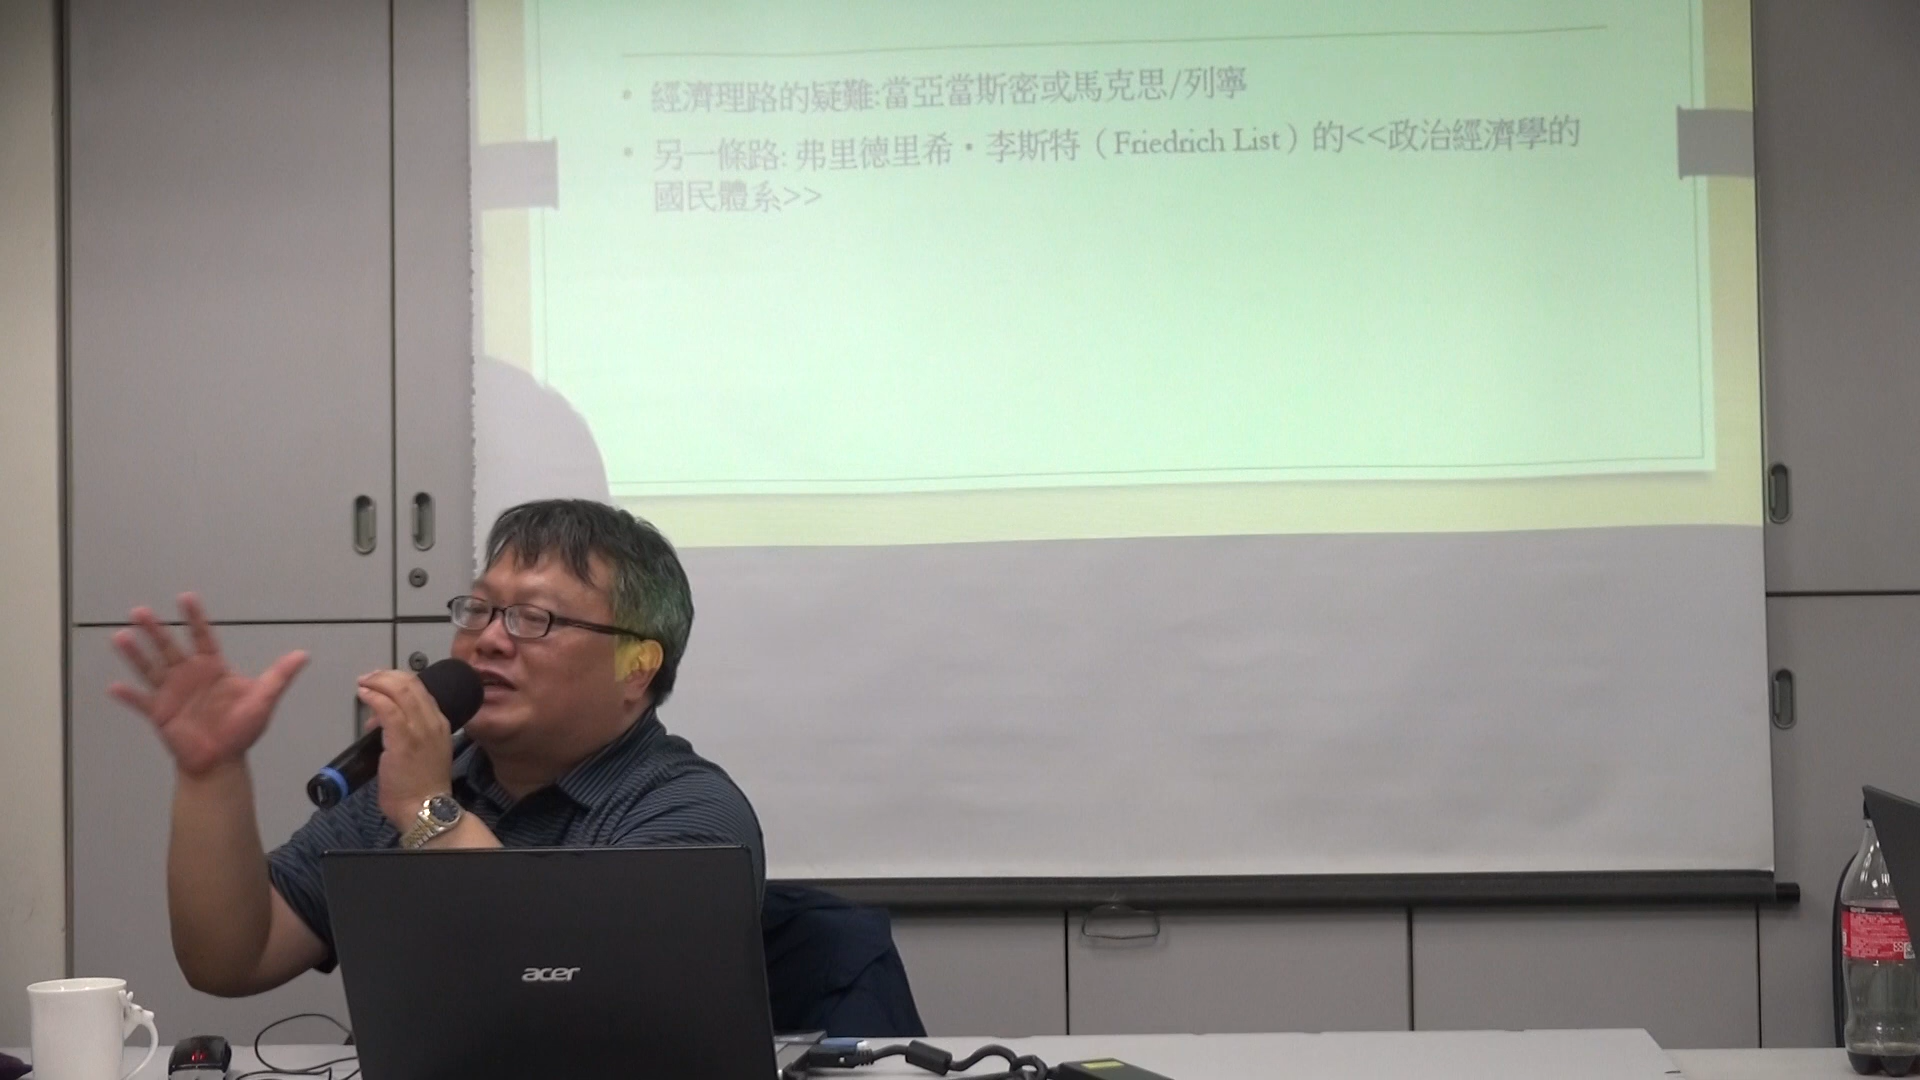 • 經濟理路的疑難:當亞當斯密或馬克思/列寧
• 另一條路: 弗里德里希・李斯特（Friedrich List）的<<政治經濟學的
國民體系>>
acer